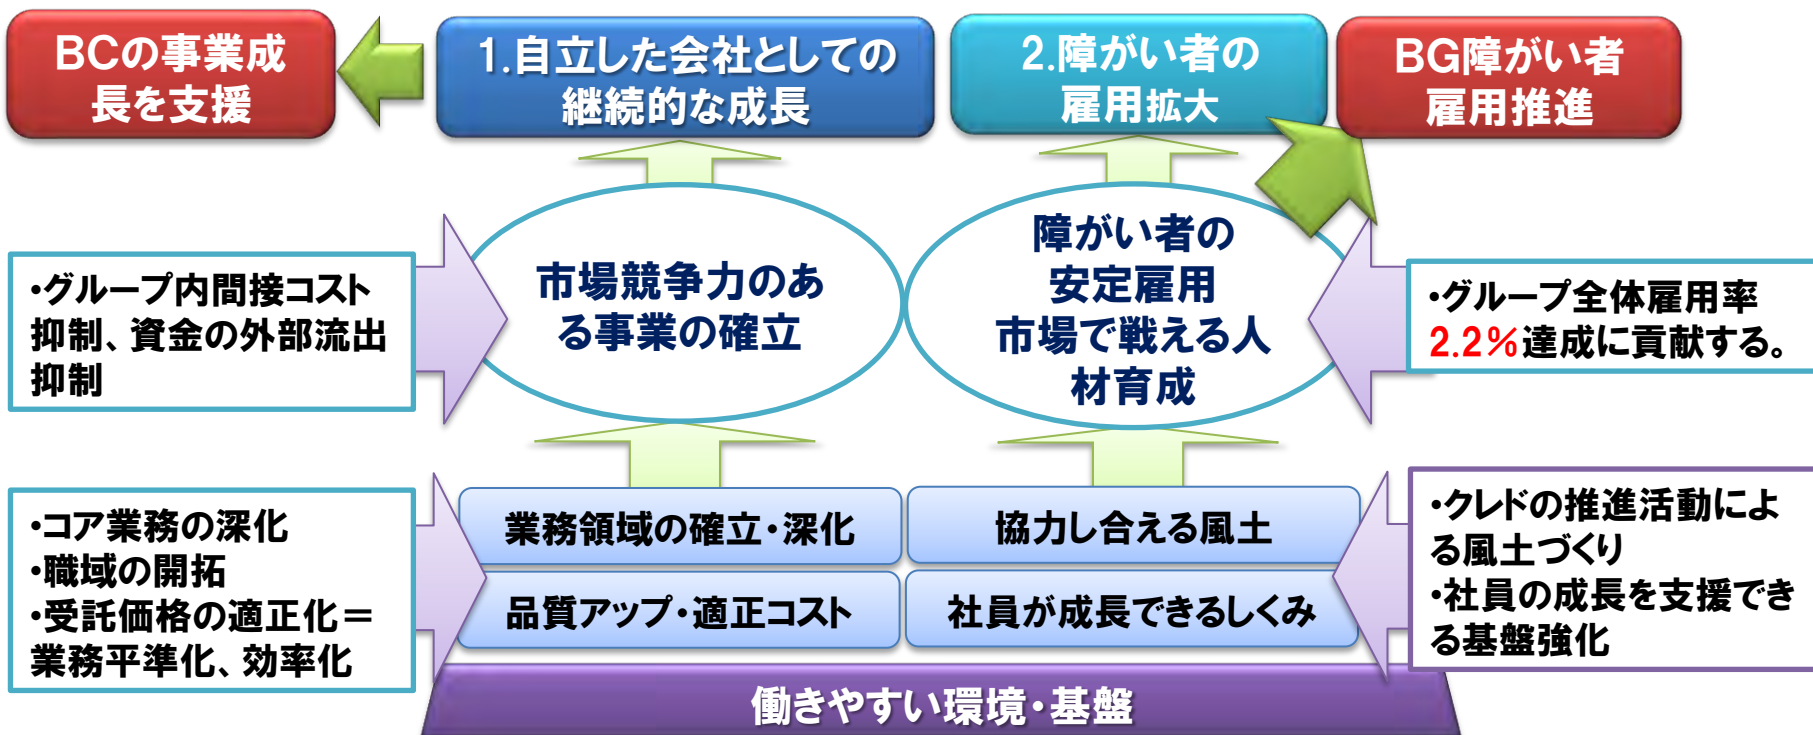 BCの事業成
長を支援
1.自立した会社としての
継続的な成長
2.障がい者の
雇用拡大
BG障がい者
雇用推進
・グループ内間接コスト
抑制、資金の外部流出
抑制
市場競争力のあ
る事業の確立
障がい者の
安定雇用
市場で戦える人
材育成
・グループ全体雇用率
2.2%達成に貢献する。
・コア業務の深化
・職域の開拓
・受託価格の適正化＝
業務平準化、効率化
業務領域の確立・深化
協力し合える風土
品質アップ・適正コスト
社員が成長できるしくみ
・クレドの推進活動によ
る風土づくり
・社員の成長を支援でき
る基盤強化
働きやすい環境・基盤